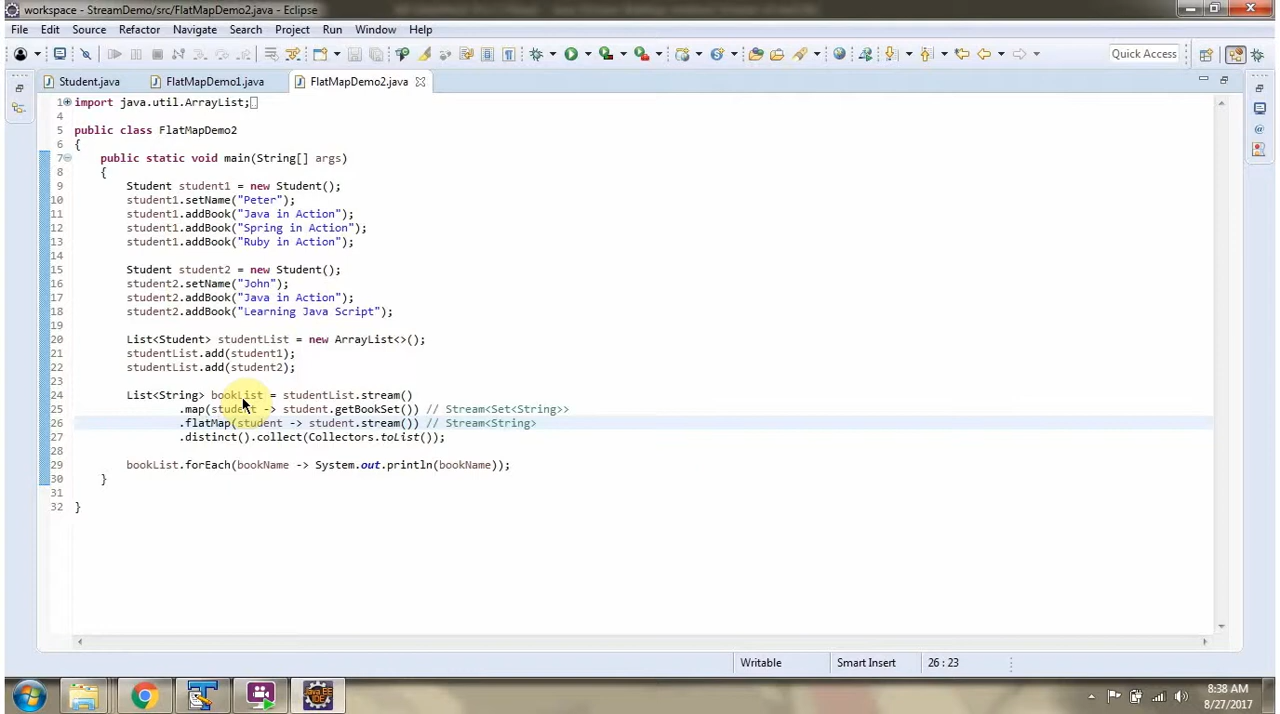 workspace - StreamDemo/src/FlatMapDemo2.java - Eclipse
File Edit Source Refactor Navigate Search Project Run Window Help
Quick Access
Student.java FlatMapDemo1.java FlatMapDemo2.java
1 import java.util.ArrayList;
4
5 public class FlatMapDemo2
6 {
7 public static void main(String[] args)
8 {
9 Student student1 = new Student();
10 student1.setName("Peter");
11 student1.addBook("Java in Action");
12 student1.addBook("Spring in Action");
13 student1.addBook("Ruby in Action");
14
15 Student student2 = new Student();
16 student2.setName("John");
17 student2.addBook("Java in Action");
18 student2.addBook("Learning Java Script");
19
20 List<Student> studentList = new ArrayList<>();
21 studentList.add(student1);
22 studentList.add(student2);
23
24 List<String> bookList = studentList.stream()
25 .map(student -> student.getBookSet()) // Stream<Set<String>>
26 .flatMap(student -> student.stream()) // Stream<String>
27 .distinct().collect(Collectors.toList());
28
29 bookList.forEach(bookName -> System.out.println(bookName));
30 }
31
32 }
Writable Smart Insert 26 : 23
Java EE
IDE
8:38 AM
8/27/2017